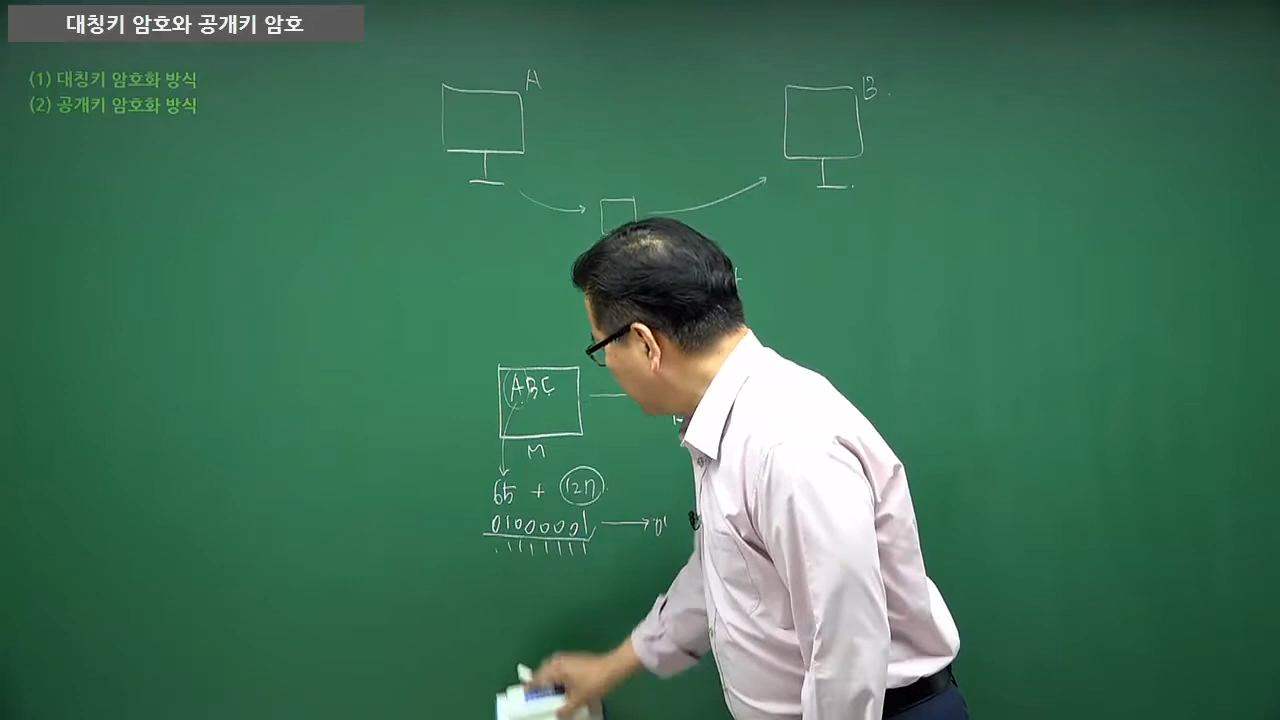 대칭키 암호와 공개키 암호
(1) 대칭키 암호화 방식
(2) 공개키 암호화 방식
A
B
ABC
M
65 + 127
01000001